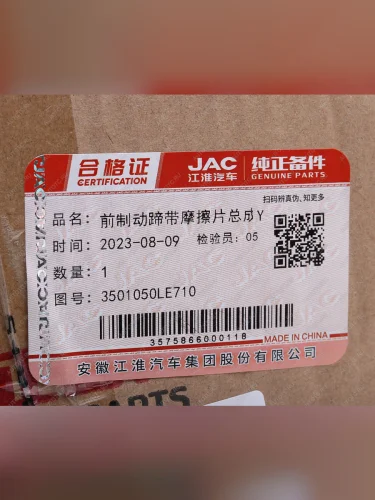 合格证
CERTIFICATION
JAC
江淮汽车
纯正备件
GENUINE PARTS
扫码辨真伪,知更多
品名: 前制动蹄带摩擦片总成Y
时间: 2023-08-09 检验员: 05
数量: 1
图号: 3501050LE710
3575866000118
MADE IN CHINA
安徽江淮汽车集团股份有限公司
PARTS